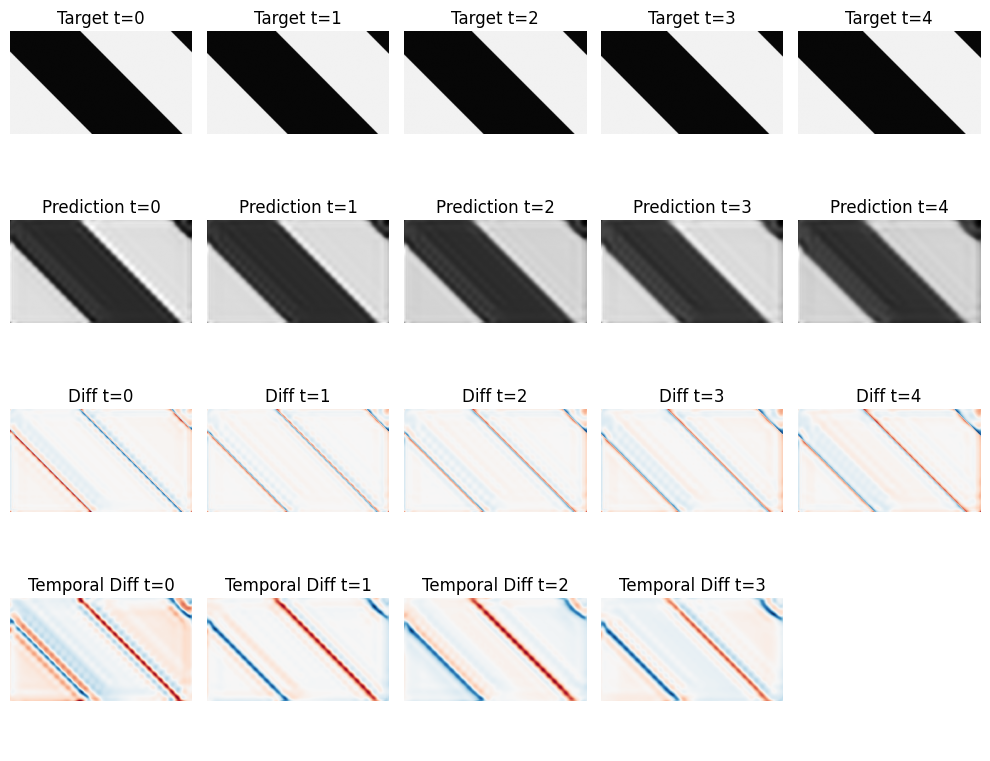 Target t=0 Target t=1 Target t=2 Target t=3 Target t=4
Prediction t=0 Prediction t=1 Prediction t=2 Prediction t=3 Prediction t=4
Diff t=0 Diff t=1 Diff t=2 Diff t=3 Diff t=4
Temporal Diff t=0 Temporal Diff t=1 Temporal Diff t=2 Temporal Diff t=3